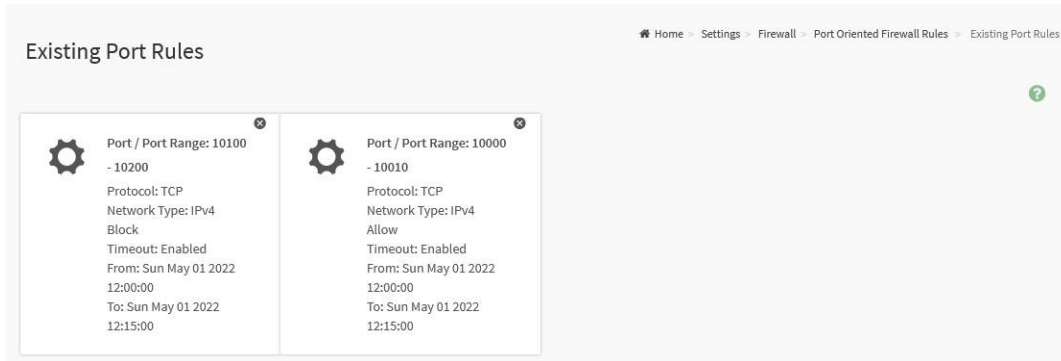 Home > Settings > Firewall > Port Oriented Firewall Rules > Existing Port Rules
Existing Port Rules
?
Port / Port Range: 10100
- 10200
Protocol: TCP
Network Type: IPv4
Block
Timeout: Enabled
From: Sun May 01 2022
12:00:00
To: Sun May 01 2022
12:15:00
Port / Port Range: 10000
- 10010
Protocol: TCP
Network Type: IPv4
Allow
Timeout: Enabled
From: Sun May 01 2022
12:00:00
To: Sun May 01 2022
12:15:00